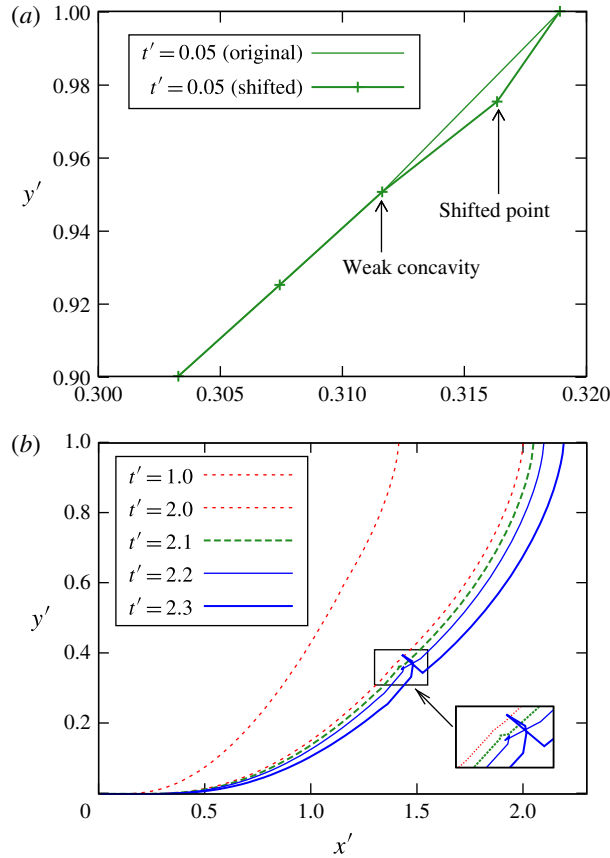 (a)
1.00
0.98
0.96
0.94
0.92
0.90
y′
t′ = 0.05 (original)
t′ = 0.05 (shifted)
Shifted point
Weak concavity
0.300 0.305 0.310 0.315 0.320
(b)
1.0
0.8
0.6
0.4
0.2
y′
t′ = 1.0
t′ = 2.0
t′ = 2.1
t′ = 2.2
t′ = 2.3
0 0.5 1.0 1.5 2.0
x′